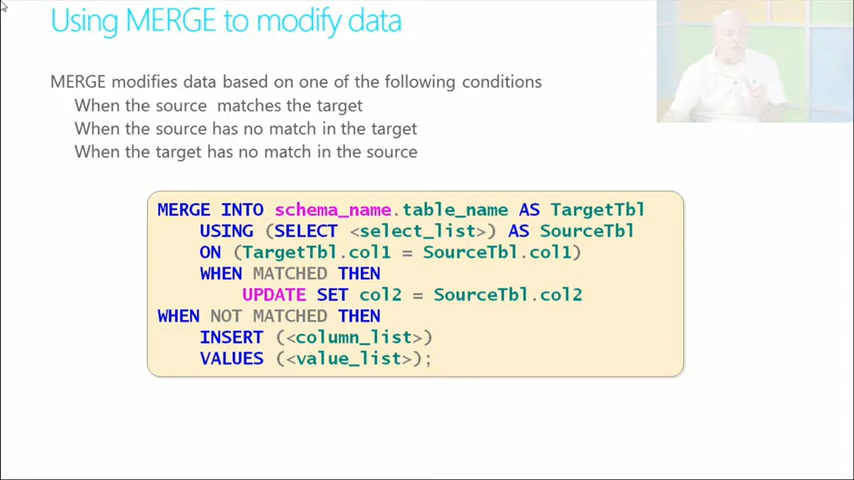 Using MERGE to modify data
MERGE modifies data based on one of the following conditions
When the source matches the target
When the source has no match in the target
When the target has no match in the source
MERGE INTO schema_name.table_name AS TargetTbl
USING (SELECT <select_list>) AS SourceTbl
ON (TargetTbl.col1 = SourceTbl.col1)
WHEN MATCHED THEN
UPDATE SET col2 = SourceTbl.col2
WHEN NOT MATCHED THEN
INSERT (<column_list>)
VALUES (<value_list>);